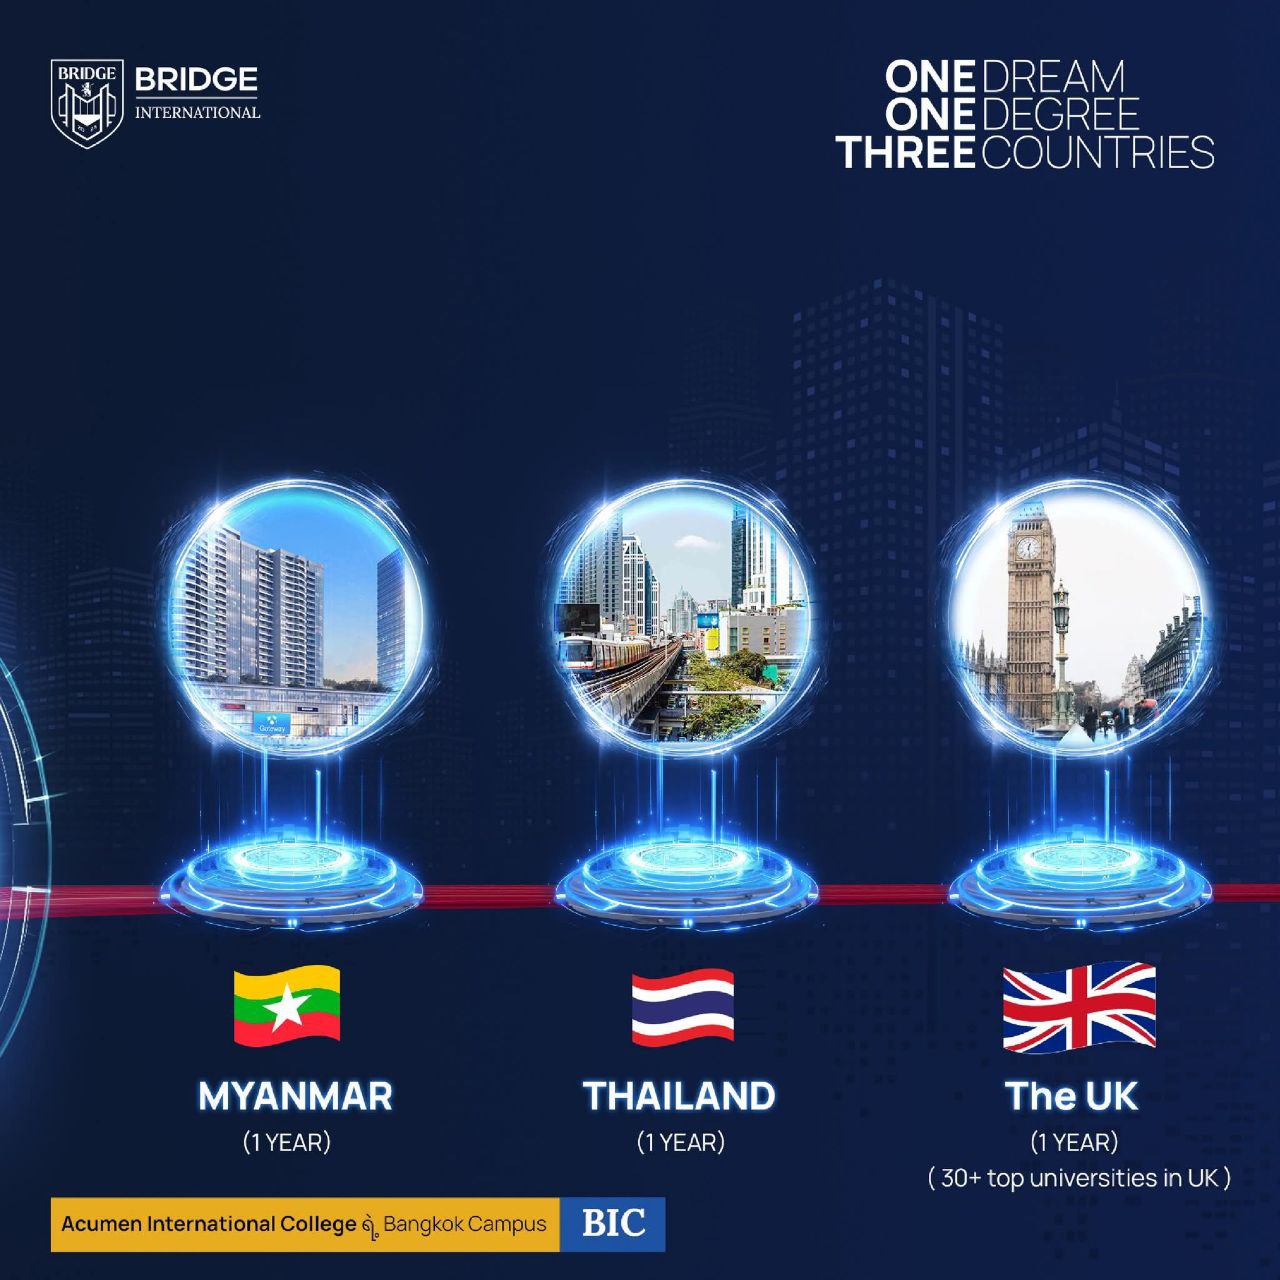 BRIDGE
BRIDGE
INTERNATIONAL
ONE DREAM
ONE DEGREE
THREE COUNTRIES
Gateway
MYANMAR
(1 YEAR)
THAILAND
(1 YEAR)
The UK
(1 YEAR)
( 30+ top universities in UK )
Acumen International College ရဲ့ Bangkok Campus
BIC